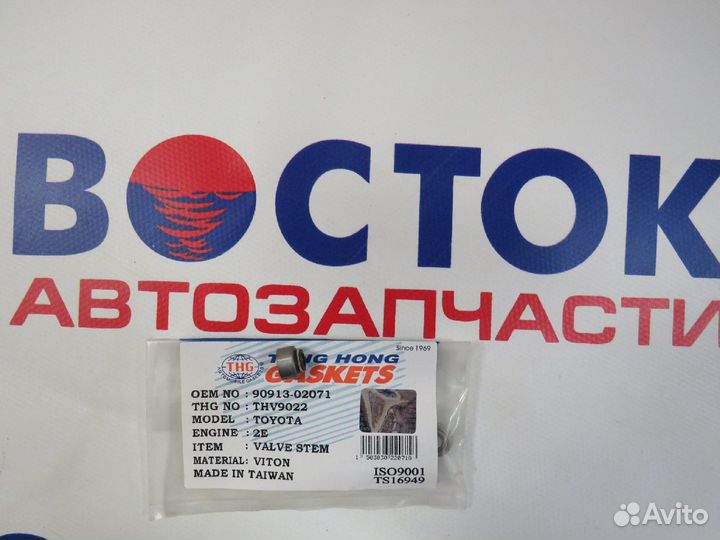 ВОСТОК
АВТОЗАПЧАСТИ
Since 1969
THG
HONG
GASKETS
OEM NO : 90913-02071
THG NO : THV9022
MODEL : TOYOTA
ENGINE : 2E
ITEM : VALVE STEM
MATERIAL: VITON
MADE IN TAIWAN
ISO9001
TS16949
Avito